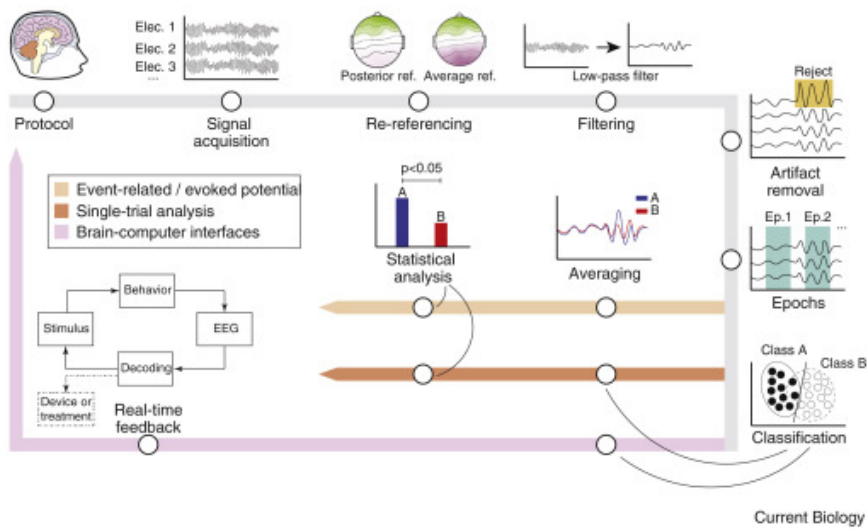 Elec. 1
Elec. 2
Elec. 3
...
Posterior ref.
Average ref.
Low-pass filter
Protocol
Signal
acquisition
Re-referencing
Filtering
Reject
Artifact
removal
Event-related / evoked potential
Single-trial analysis
Brain-computer interfaces
p<0.05
A
B
Statistical
analysis
A
B
Averaging
Ep.1
Ep.2
...
Epochs
Behavior
Stimulus
EEG
Decoding
Device or
treatment
Real-time
feedback
Class A
Class B
Classification
Current Biology